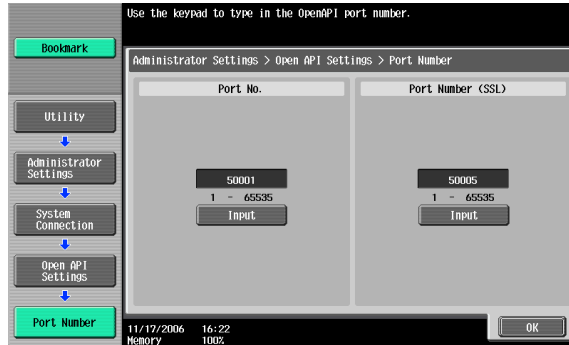 Use the keypad to type in the OpenAPI port number.
Bookmark
Administrator Settings > Open API Settings > Port Number
Port No.
Port Number (SSL)
Utility
Administrator
Settings
50001
50005
1 - 65535
1 - 65535
Input
Input
System
Connection
Open API
Settings
Port Number
11/17/2006 16:22
Memory 100%
OK